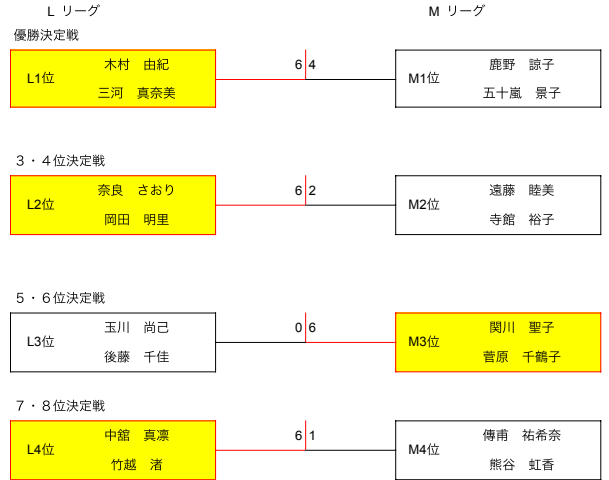 Ｌ リーグ　Ｍ リーグ
優勝決定戦
木村　由紀　6 4　鹿野　諒子
L1位　M1位
三河　真奈美　五十嵐　景子
３・４位決定戦
奈良　さおり　6 2　遠藤　睦美
L2位　M2位
岡田　明里　寺館　裕子
５・６位決定戦
玉川　尚己　0 6　関川　聖子
L3位　M3位
後藤　千佳　菅原　千鶴子
７・８位決定戦
中舘　真凛　6 1　傳甫　祐希奈
L4位　M4位
竹越　渚　熊谷　虹香